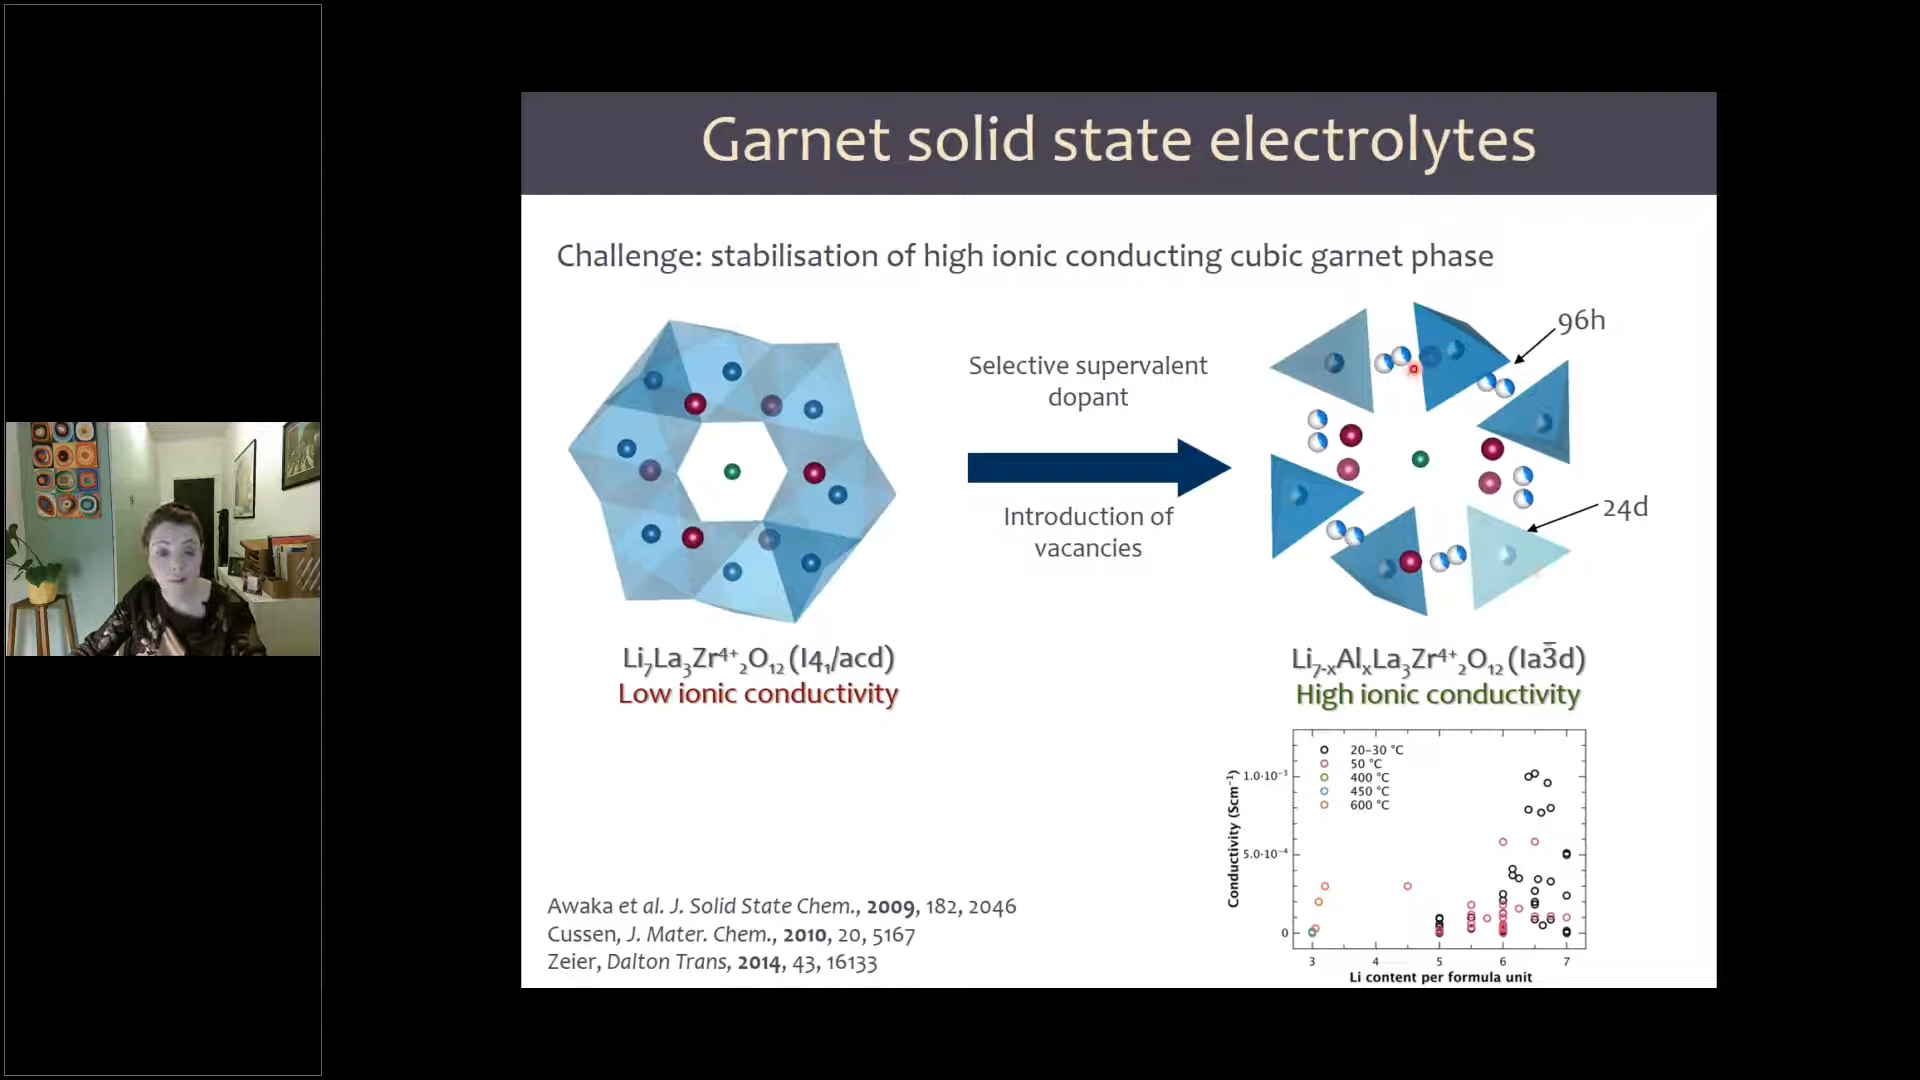 Garnet solid state electrolytes
Challenge: stabilisation of high ionic conducting cubic garnet phase
Selective supervalent
dopant
Introduction of
vacancies
96h
24d
Li₇La₃Zr⁴⁺₂O₁₂ (I4₁/acd)
Low ionic conductivity
Li₇₋ₓAlₓLa₃Zr⁴⁺₂O₁₂ (Ia3̅d)
High ionic conductivity
20–30 °C
50 °C
400 °C
450 °C
600 °C
Conductivity (Scm⁻¹)
1.0·10⁻³
5.0·10⁻⁴
0
3 4 5 6 7
Li content per formula unit
Awaka et al. J. Solid State Chem., 2009, 182, 2046
Cussen, J. Mater. Chem., 2010, 20, 5167
Zeier, Dalton Trans, 2014, 43, 16133